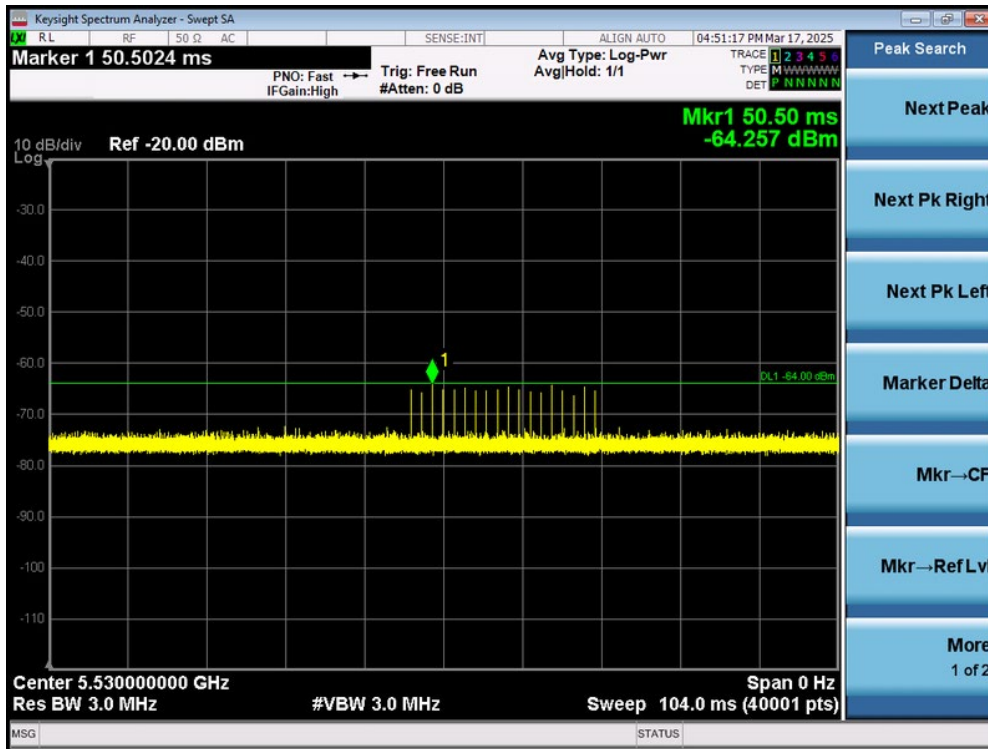 Keysight Spectrum Analyzer - Swept SA
LXI RL RF 50 Ω AC SENSE:INT ALIGN AUTO 04:51:17 PM Mar 17, 2025
Marker 1 50.5024 ms
PNO: Fast
IFGain:High
Trig: Free Run
#Atten: 0 dB
Avg Type: Log-Pwr
Avg|Hold: 1/1
TRACE 1 2 3 4 5 6
TYPE M WWWWW
DET P N N N N N
Mkr1 50.50 ms
-64.257 dBm
10 dB/div Ref -20.00 dBm
Log
-30.0
-40.0
-50.0
-60.0
1
DL1 -64.00 dBm
-70.0
-80.0
-90.0
-100
-110
Center 5.530000000 GHz Span 0 Hz
Res BW 3.0 MHz #VBW 3.0 MHz Sweep 104.0 ms (40001 pts)
MSG STATUS
Peak Search
Next Peak
Next Pk Right
Next Pk Left
Marker Delta
Mkr→CF
Mkr→Ref Lvl
More
1 of 2